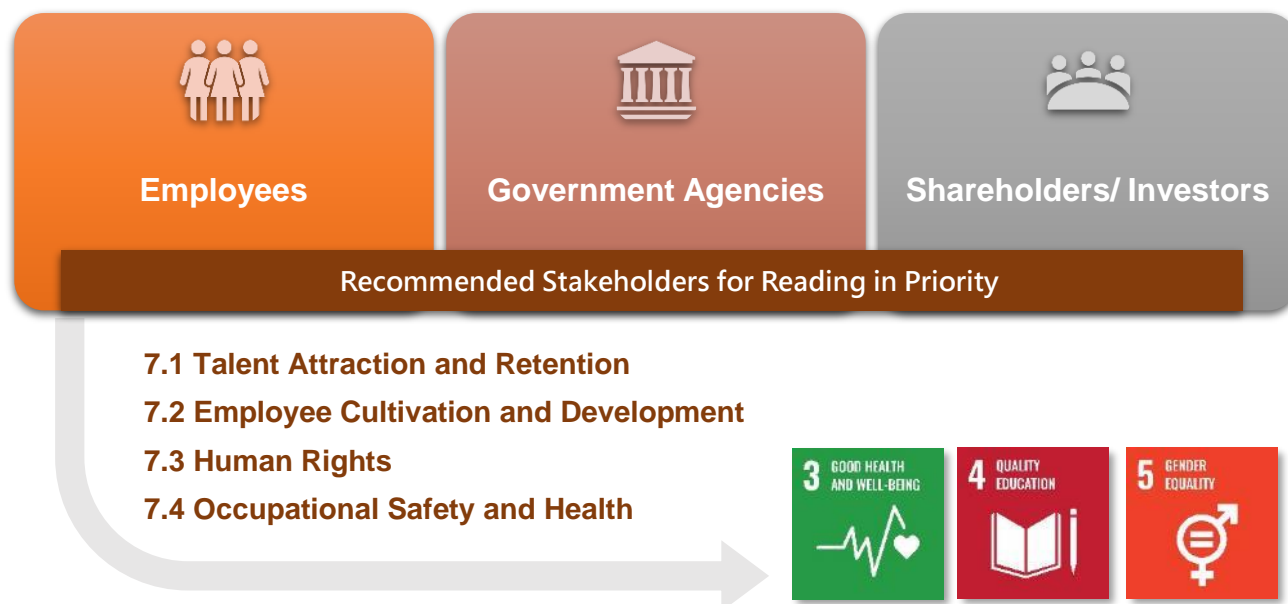 Employees
Government Agencies
Shareholders/ Investors
Recommended Stakeholders for Reading in Priority
7.1 Talent Attraction and Retention
7.2 Employee Cultivation and Development
7.3 Human Rights
7.4 Occupational Safety and Health
3 GOOD HEALTH
AND WELL-BEING
4 QUALITY
EDUCATION
5 GENDER
EQUALITY